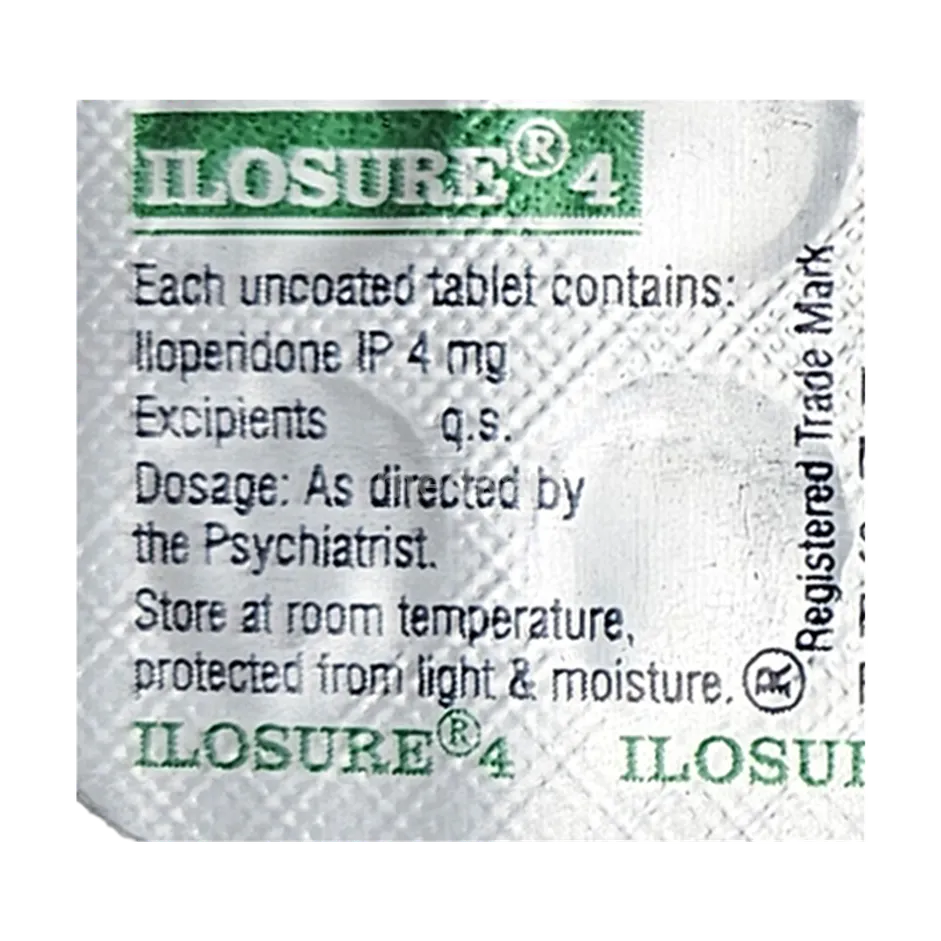 ILOSURE® 4
Each uncoated tablet contains:
Iloperidone IP 4 mg
Excipients q.s.
Dosage: As directed by
the Psychiatrist.
Store at room temperature,
protected from light & moisture.
® Registered Trade Mark
ILOSURE® 4 ILOSU